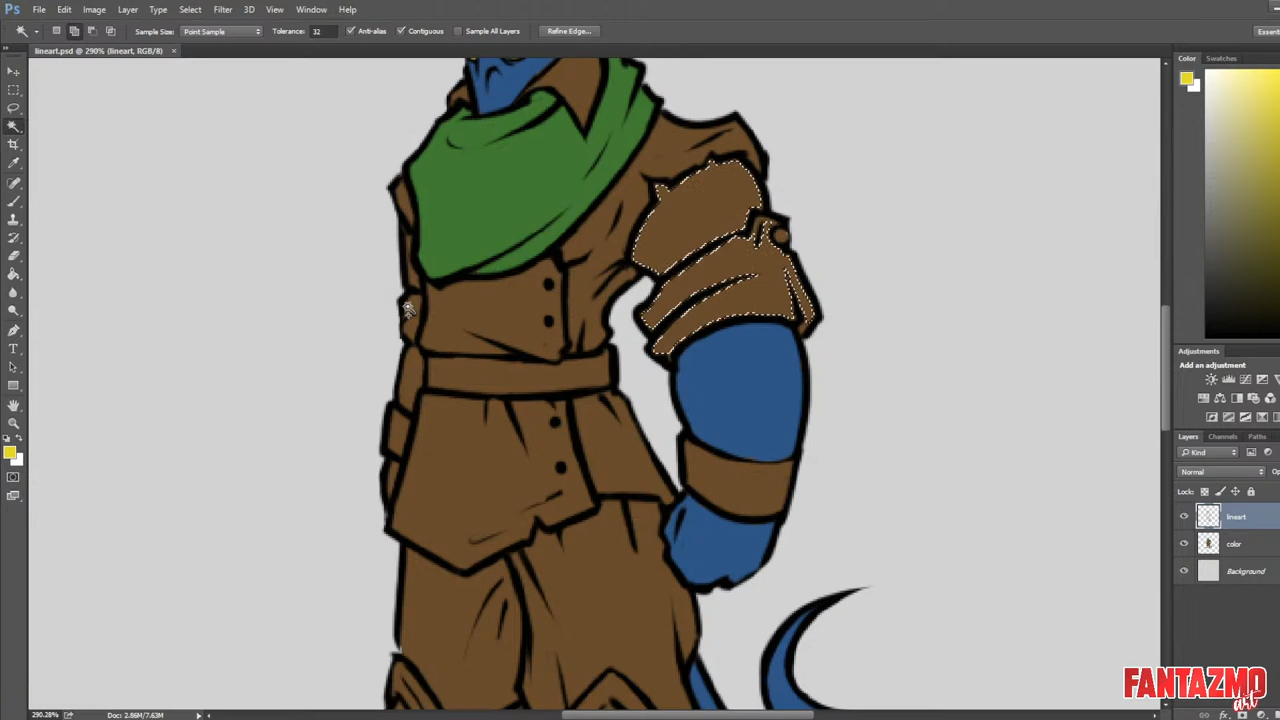 Ps File Edit Image Layer Type Select Filter 3D View Window Help
Sample Size: Point Sample Tolerance: 32 Anti-alias Contiguous Sample All Layers Refine Edge...
lineart.psd @ 290% (lineart, RGB/8) ×
Color Swatches
Adjustments
Add an adjustment
Layers Channels Paths
Kind
Normal
Lock:
lineart
color
Background
290.28% Doc: 2.86M/7.63M
FANTAZMO
art